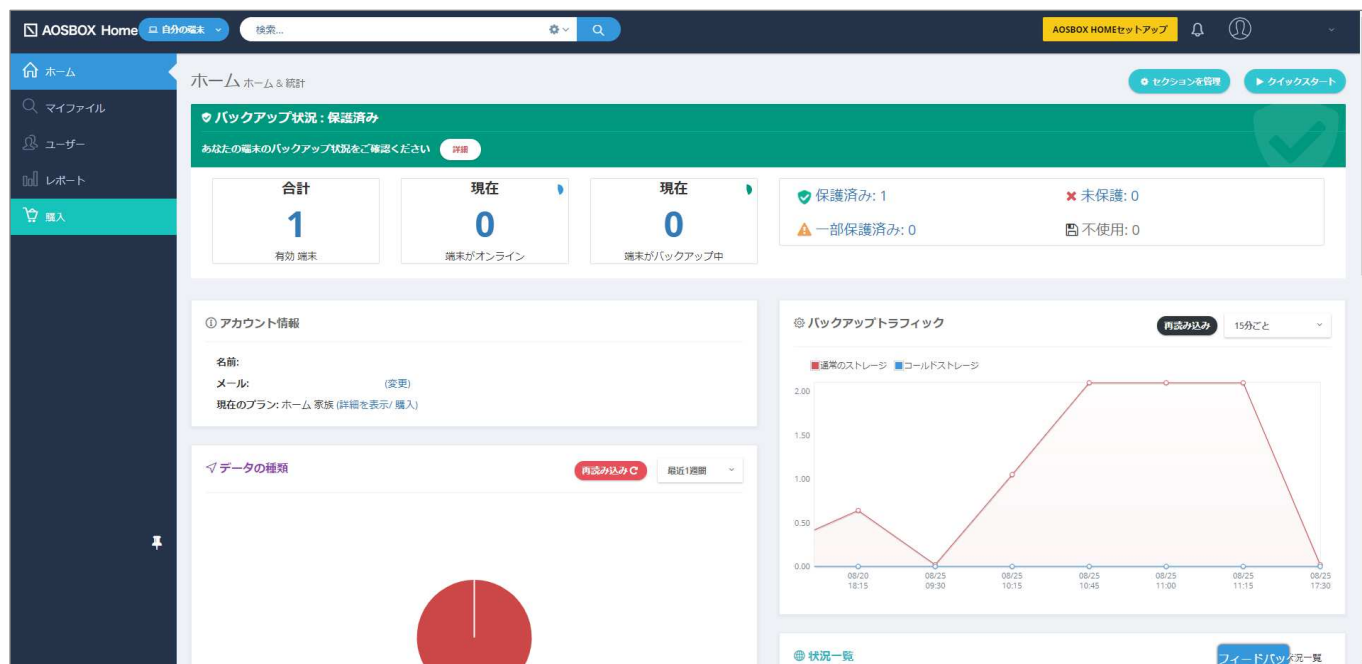 AOSBOX Home
自分の端末
検索...
AOSBOX HOMEセットアップ
ホーム
マイファイル
ユーザー
レポート
購入
ホーム ホーム & 統計
セクションを管理
クイックスタート
バックアップ状況 : 保護済み
あなたの端末のバックアップ状況をご確認ください 詳細
合計
1
有効 端末
現在
0
端末がオンライン
現在
0
端末がバックアップ中
保護済み: 1
未保護: 0
一部保護済み: 0
不使用: 0
アカウント情報
名前:
メール: (変更)
現在のプラン: ホーム 家族 (詳細を表示/ 購入)
データの種類
再読み込み
最近1週間
バックアップトラフィック
再読み込み
15分ごと
通常のストレージ コールドストレージ
2.00
1.50
1.00
0.50
0.00
08/20 18:15
08/25 09:30
08/25 10:15
08/25 10:45
08/25 11:00
08/25 11:15
08/25 17:30
状況一覧
フィードバック
況一覧